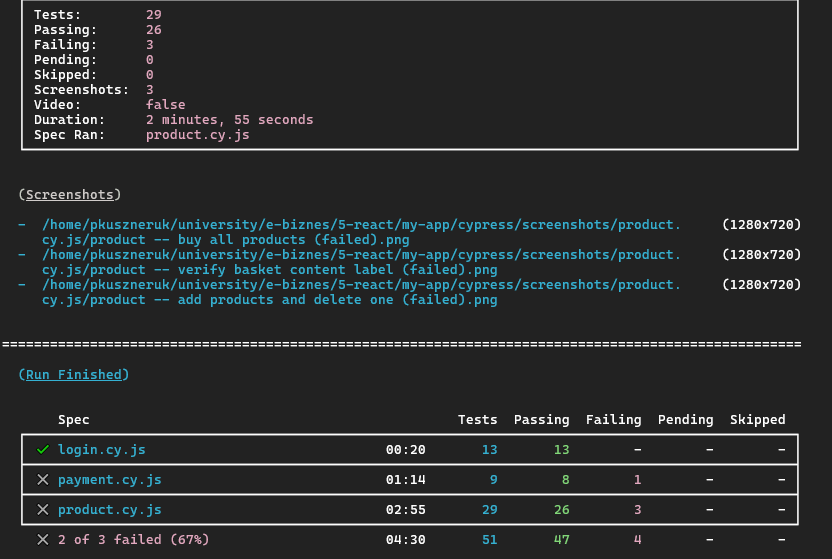 Tests: 29
Passing: 26
Failing: 3
Pending: 0
Skipped: 0
Screenshots: 3
Video: false
Duration: 2 minutes, 55 seconds
Spec Ran: product.cy.js
(Screenshots)
- /home/pkuszneruk/university/e-biznes/5-react/my-app/cypress/screenshots/product. (1280x720)
cy.js/product -- buy all products (failed).png
- /home/pkuszneruk/university/e-biznes/5-react/my-app/cypress/screenshots/product. (1280x720)
cy.js/product -- verify basket content label (failed).png
- /home/pkuszneruk/university/e-biznes/5-react/my-app/cypress/screenshots/product. (1280x720)
cy.js/product -- add products and delete one (failed).png
====================================================================================================
(Run Finished)
Spec Tests Passing Failing Pending Skipped
✓ login.cy.js 00:20 13 13 - - -
✕ payment.cy.js 01:14 9 8 1 - -
✕ product.cy.js 02:55 29 26 3 - -
✕ 2 of 3 failed (67%) 04:30 51 47 4 - -